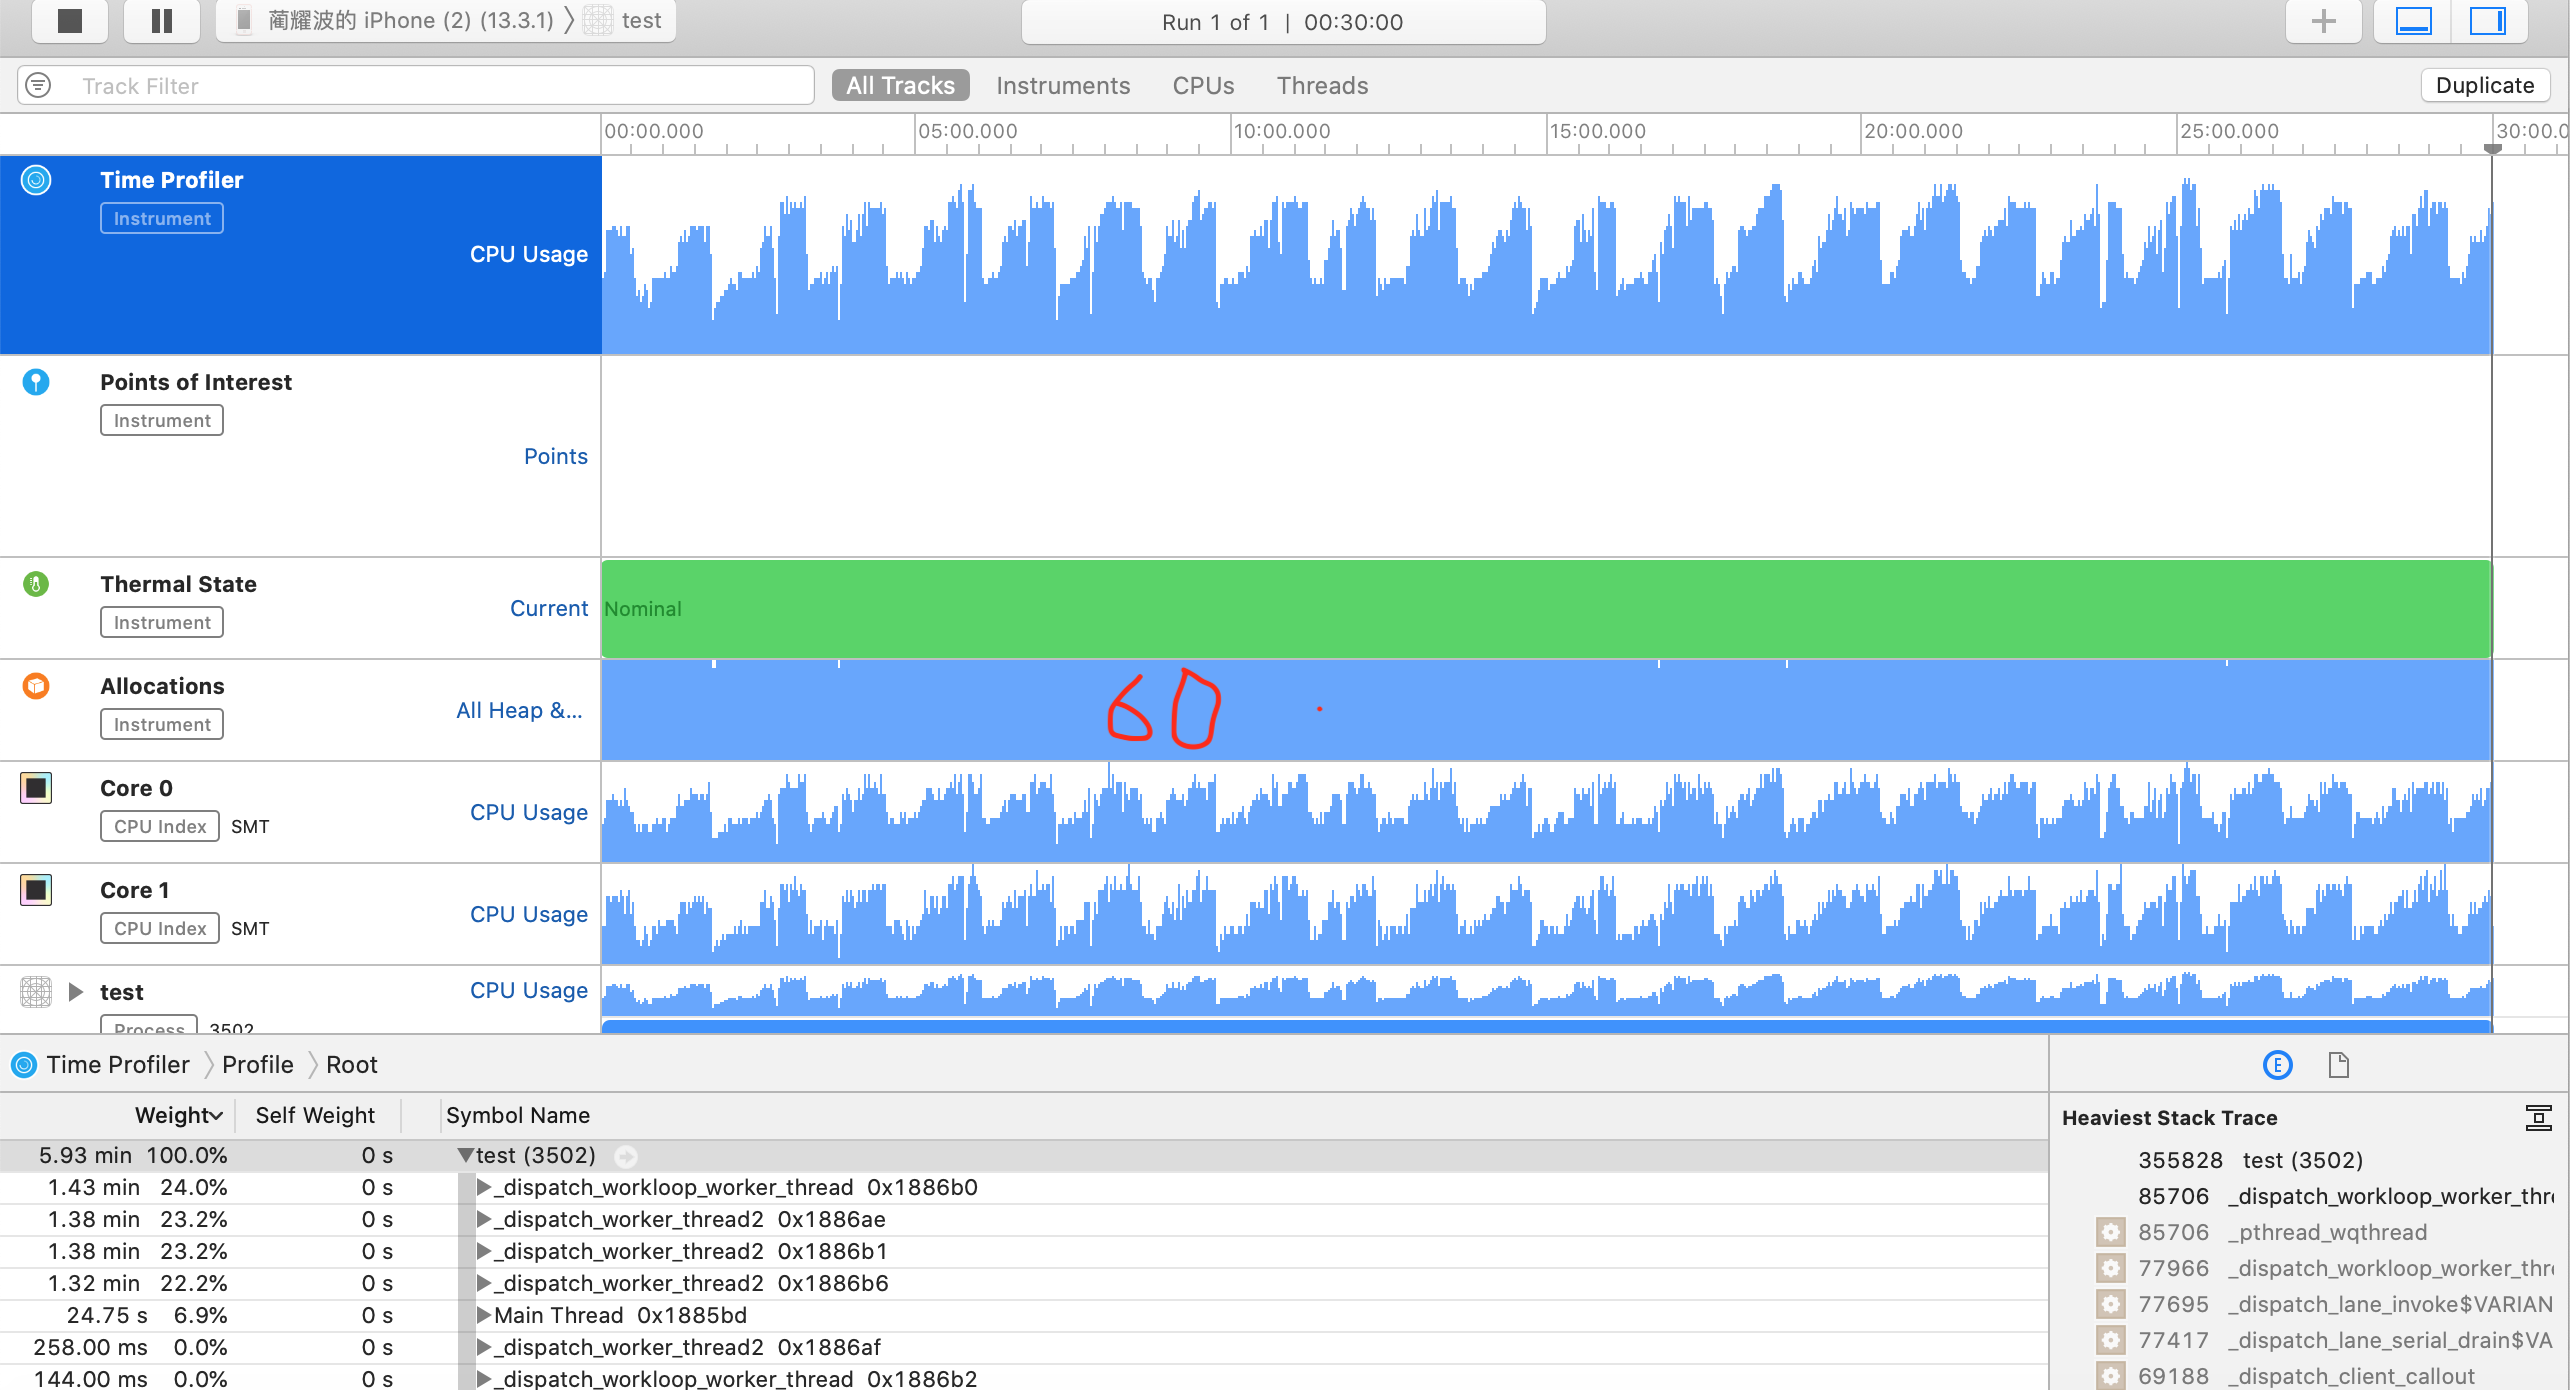 蔺耀波的 iPhone (2) (13.3.1) 〉 test
Run 1 of 1 | 00:30:00
Track Filter
All Tracks Instruments CPUs Threads
Duplicate
00:00.000 05:00.000 10:00.000 15:00.000 20:00.000 25:00.000 30:00.0
Time Profiler
Instrument
CPU Usage
Points of Interest
Instrument
Points
Thermal State
Instrument
Current
Nominal
Allocations
Instrument
All Heap &...
60
Core 0
CPU Index SMT
CPU Usage
Core 1
CPU Index SMT
CPU Usage
test
CPU Usage
Process 3502
Time Profiler 〉 Profile 〉 Root
Weight Self Weight Symbol Name
5.93 min 100.0% 0 s test (3502)
1.43 min 24.0% 0 s _dispatch_workloop_worker_thread 0x1886b0
1.38 min 23.2% 0 s _dispatch_worker_thread2 0x1886ae
1.38 min 23.2% 0 s _dispatch_worker_thread2 0x1886b1
1.32 min 22.2% 0 s _dispatch_worker_thread2 0x1886b6
24.75 s 6.9% 0 s Main Thread 0x1885bd
258.00 ms 0.0% 0 s _dispatch_worker_thread2 0x1886af
144.00 ms 0.0% 0 s _dispatch_workloop_worker_thread 0x1886b2
E
Heaviest Stack Trace
355828 test (3502)
85706 _dispatch_workloop_worker_thr
85706 _pthread_wqthread
77966 _dispatch_workloop_worker_thr
77695 _dispatch_lane_invoke$VARIAN
77417 _dispatch_lane_serial_drain$VA
69188 _dispatch_client_callout